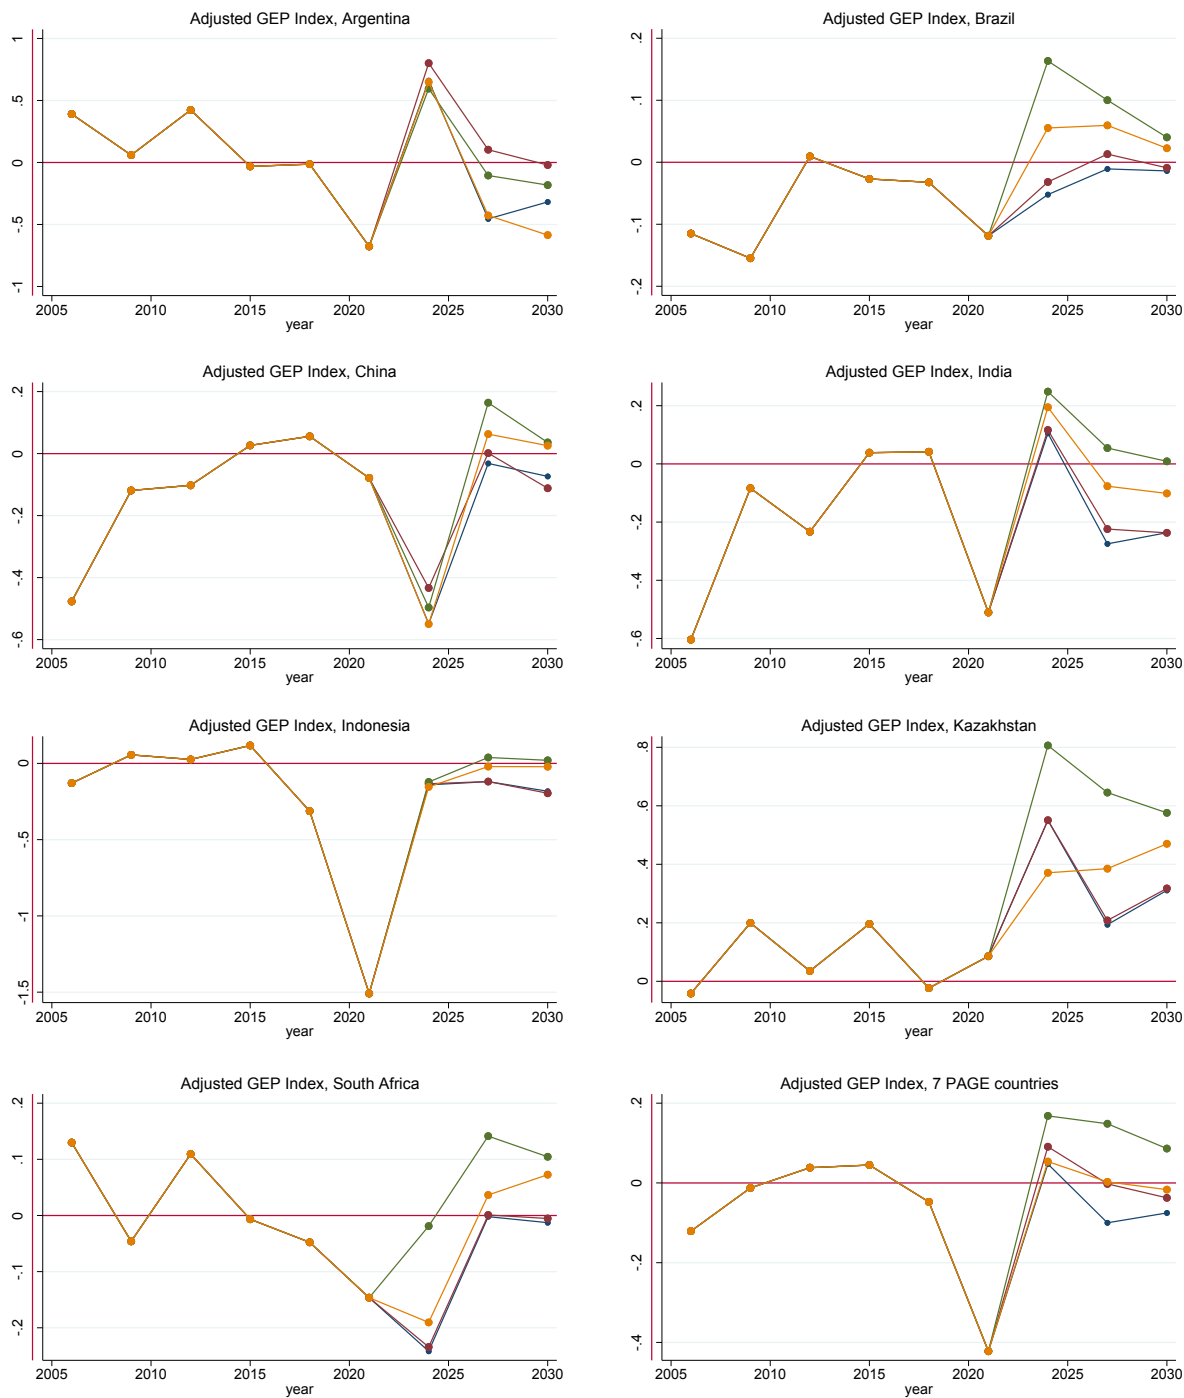 Adjusted GEP Index, Argentina
1
.5
0
-.5
-1
2005 2010 2015 2020 2025 2030
year
Adjusted GEP Index, Brazil
.2
.1
0
-.1
-.2
2005 2010 2015 2020 2025 2030
year
Adjusted GEP Index, China
.2
0
-.2
-.4
-.6
2005 2010 2015 2020 2025 2030
year
Adjusted GEP Index, India
.2
0
-.2
-.4
-.6
2005 2010 2015 2020 2025 2030
year
Adjusted GEP Index, Indonesia
0
-.5
-1
-1.5
2005 2010 2015 2020 2025 2030
year
Adjusted GEP Index, Kazakhstan
.8
.6
.4
.2
0
2005 2010 2015 2020 2025 2030
year
Adjusted GEP Index, South Africa
.2
.1
0
-.1
-.2
2005 2010 2015 2020 2025 2030
year
Adjusted GEP Index, 7 PAGE countries
.2
0
-.2
-.4
2005 2010 2015 2020 2025 2030
year